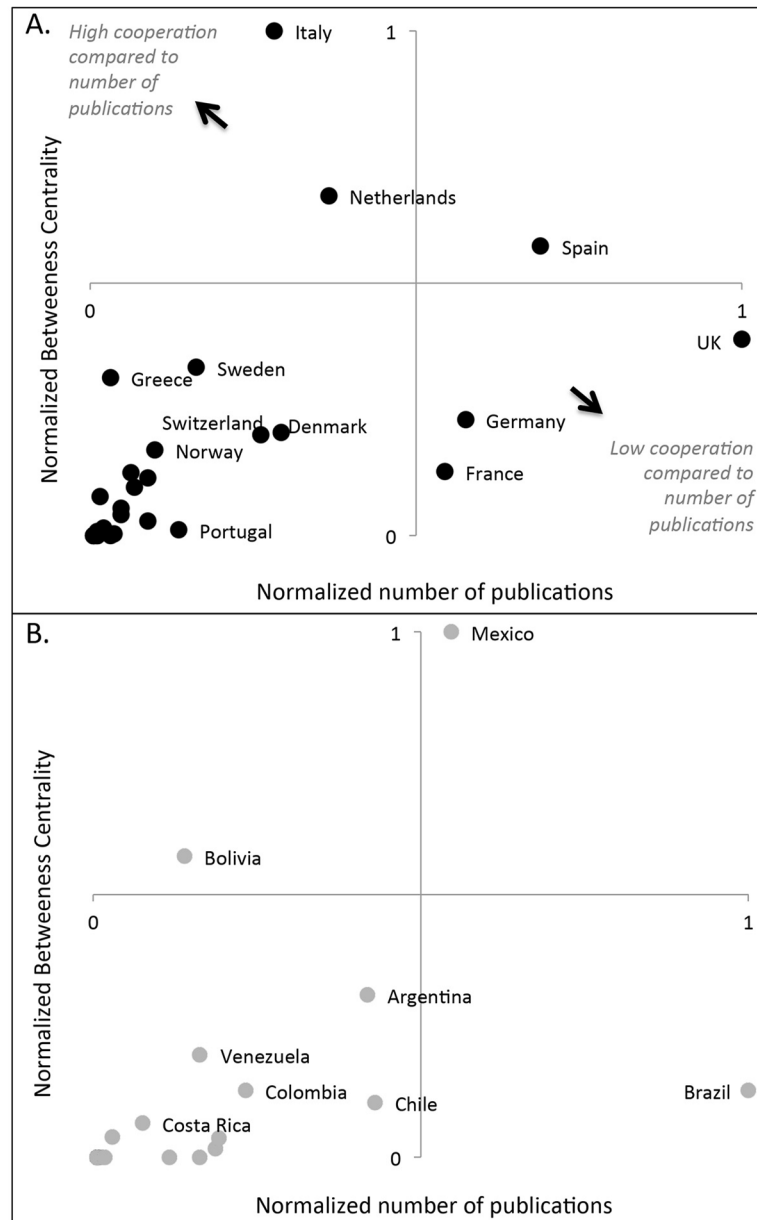 A.
High cooperation
compared to
number of
publications
Italy
1
Netherlands
Spain
0
1
UK
Sweden
Greece
Switzerland
Denmark
Norway
Germany
France
Low cooperation
compared to
number of
publications
Portugal
0
Normalized Betweeness Centrality
Normalized number of publications
B.
1
Mexico
Bolivia
0
1
Argentina
Venezuela
Colombia
Chile
Brazil
Costa Rica
0
Normalized Betweeness Centrality
Normalized number of publications